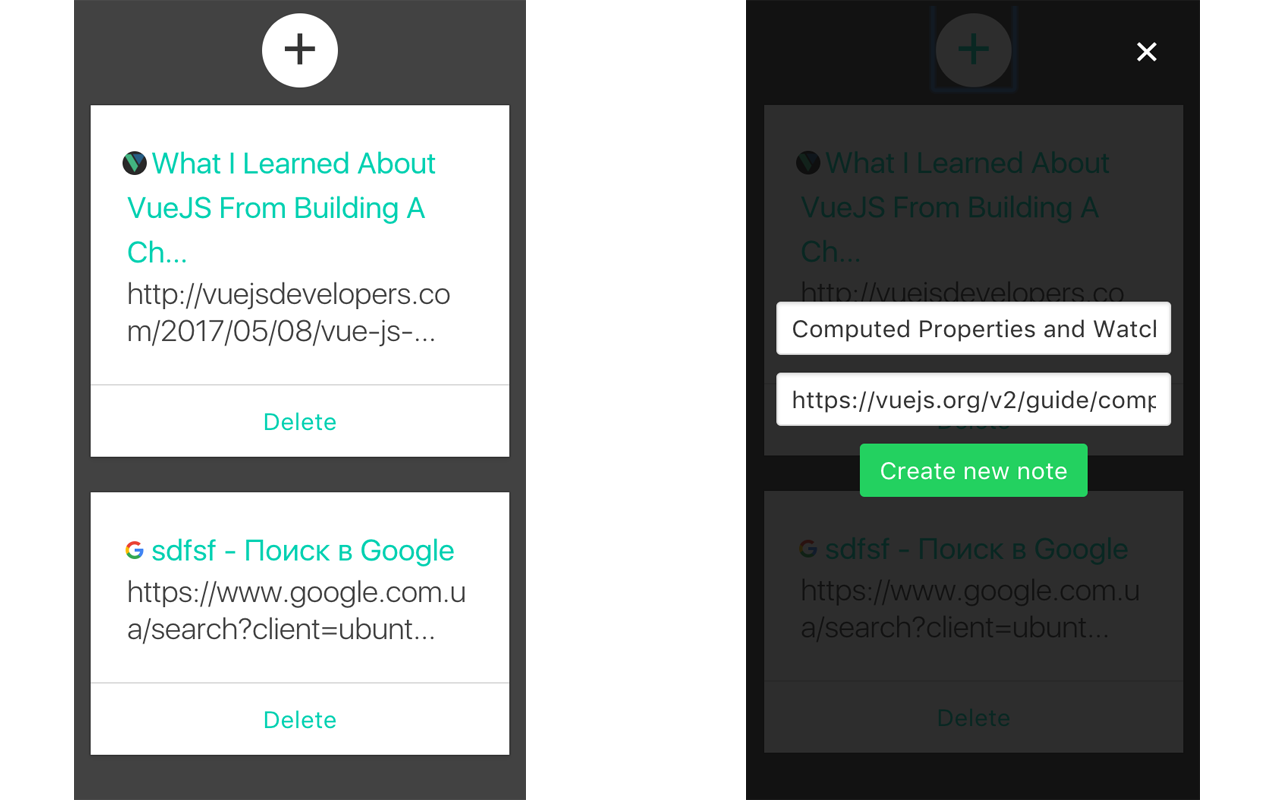 +
What I Learned About
VueJS From Building A
Ch...
http://vuejsdevelopers.co
m/2017/05/08/vue-js-...
Delete
sdfsf - Поиск в Google
https://www.google.com.u
a/search?client=ubunt...
Delete
+
×
What I Learned About
VueJS From Building A
Ch...
http://vuejsdevelopers.co
Computed Properties and Watcl
https://vuejs.org/v2/guide/comp
Delete
Create new note
sdfsf - Поиск в Google
https://www.google.com.u
a/search?client=ubunt...
Delete